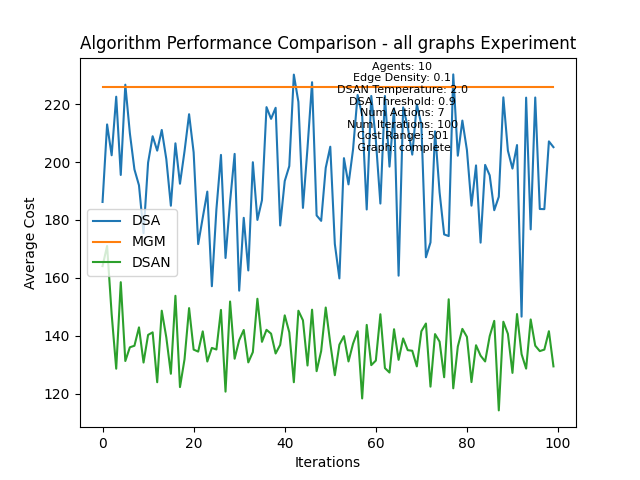 Algorithm Performance Comparison - all graphs Experiment
Agents: 10
Edge Density: 0.1
DSAN Temperature: 2.0
DSA Threshold: 0.9
Num Actions: 7
Num Iterations: 100
Cost Range: 501
Graph: complete
220
200
180
160
140
120
Average Cost
DSA
MGM
DSAN
0
20
40
60
80
100
Iterations